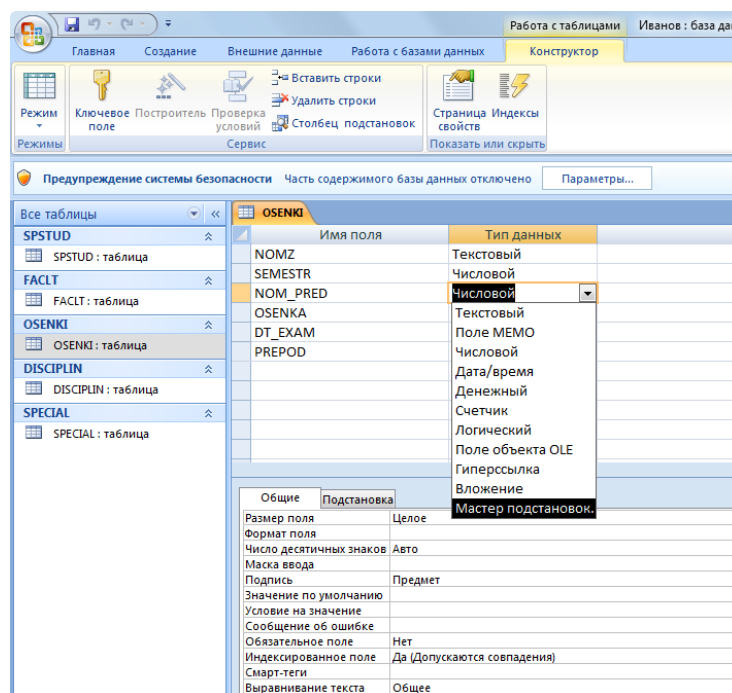 Работа с таблицами Иванов : база да
Главная Создание Внешние данные Работа с базами данных Конструктор
Режим
Ключевое поле
Построитель
Проверка условий
Вставить строки
Удалить строки
Столбец подстановок
Страница свойств
Индексы
Режимы Сервис Показать или скрыть
Предупреждение системы безопасности Часть содержимого базы данных отключено Параметры...
Все таблицы
SPSTUD
SPSTUD : таблица
FACLT
FACLT : таблица
OSENKI
OSENKI : таблица
DISCIPLIN
DISCIPLIN : таблица
SPECIAL
SPECIAL : таблица
OSENKI
Имя поля Тип данных
NOMZ Текстовый
SEMESTR Числовой
NOM_PRED Числовой
OSENKA
DT_EXAM
PREPOD
Текстовый
Поле МЕМО
Числовой
Дата/время
Денежный
Счетчик
Логический
Поле объекта OLE
Гиперссылка
Вложение
Мастер подстановок.
Общие Подстановка
Размер поля Целое
Формат поля
Число десятичных знаков Авто
Маска ввода
Подпись Предмет
Значение по умолчанию
Условие на значение
Сообщение об ошибке
Обязательное поле Нет
Индексированное поле Да (Допускаются совпадения)
Смарт-теги
Выравнивание текста Общее